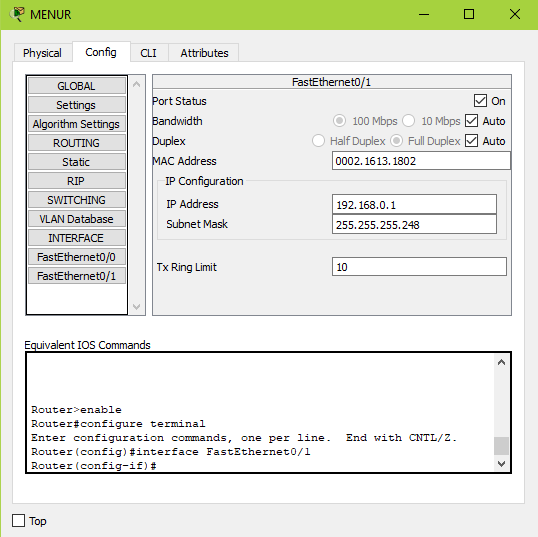 MENUR
Physical Config CLI Attributes
GLOBAL
Settings
Algorithm Settings
ROUTING
Static
RIP
SWITCHING
VLAN Database
INTERFACE
FastEthernet0/0
FastEthernet0/1
FastEthernet0/1
Port Status On
Bandwidth 100 Mbps 10 Mbps Auto
Duplex Half Duplex Full Duplex Auto
MAC Address 0002.1613.1802
IP Configuration
IP Address 192.168.0.1
Subnet Mask 255.255.255.248
Tx Ring Limit 10
Equivalent IOS Commands
Router>enable
Router#configure terminal
Enter configuration commands, one per line. End with CNTL/Z.
Router(config)#interface FastEthernet0/1
Router(config-if)#
Top